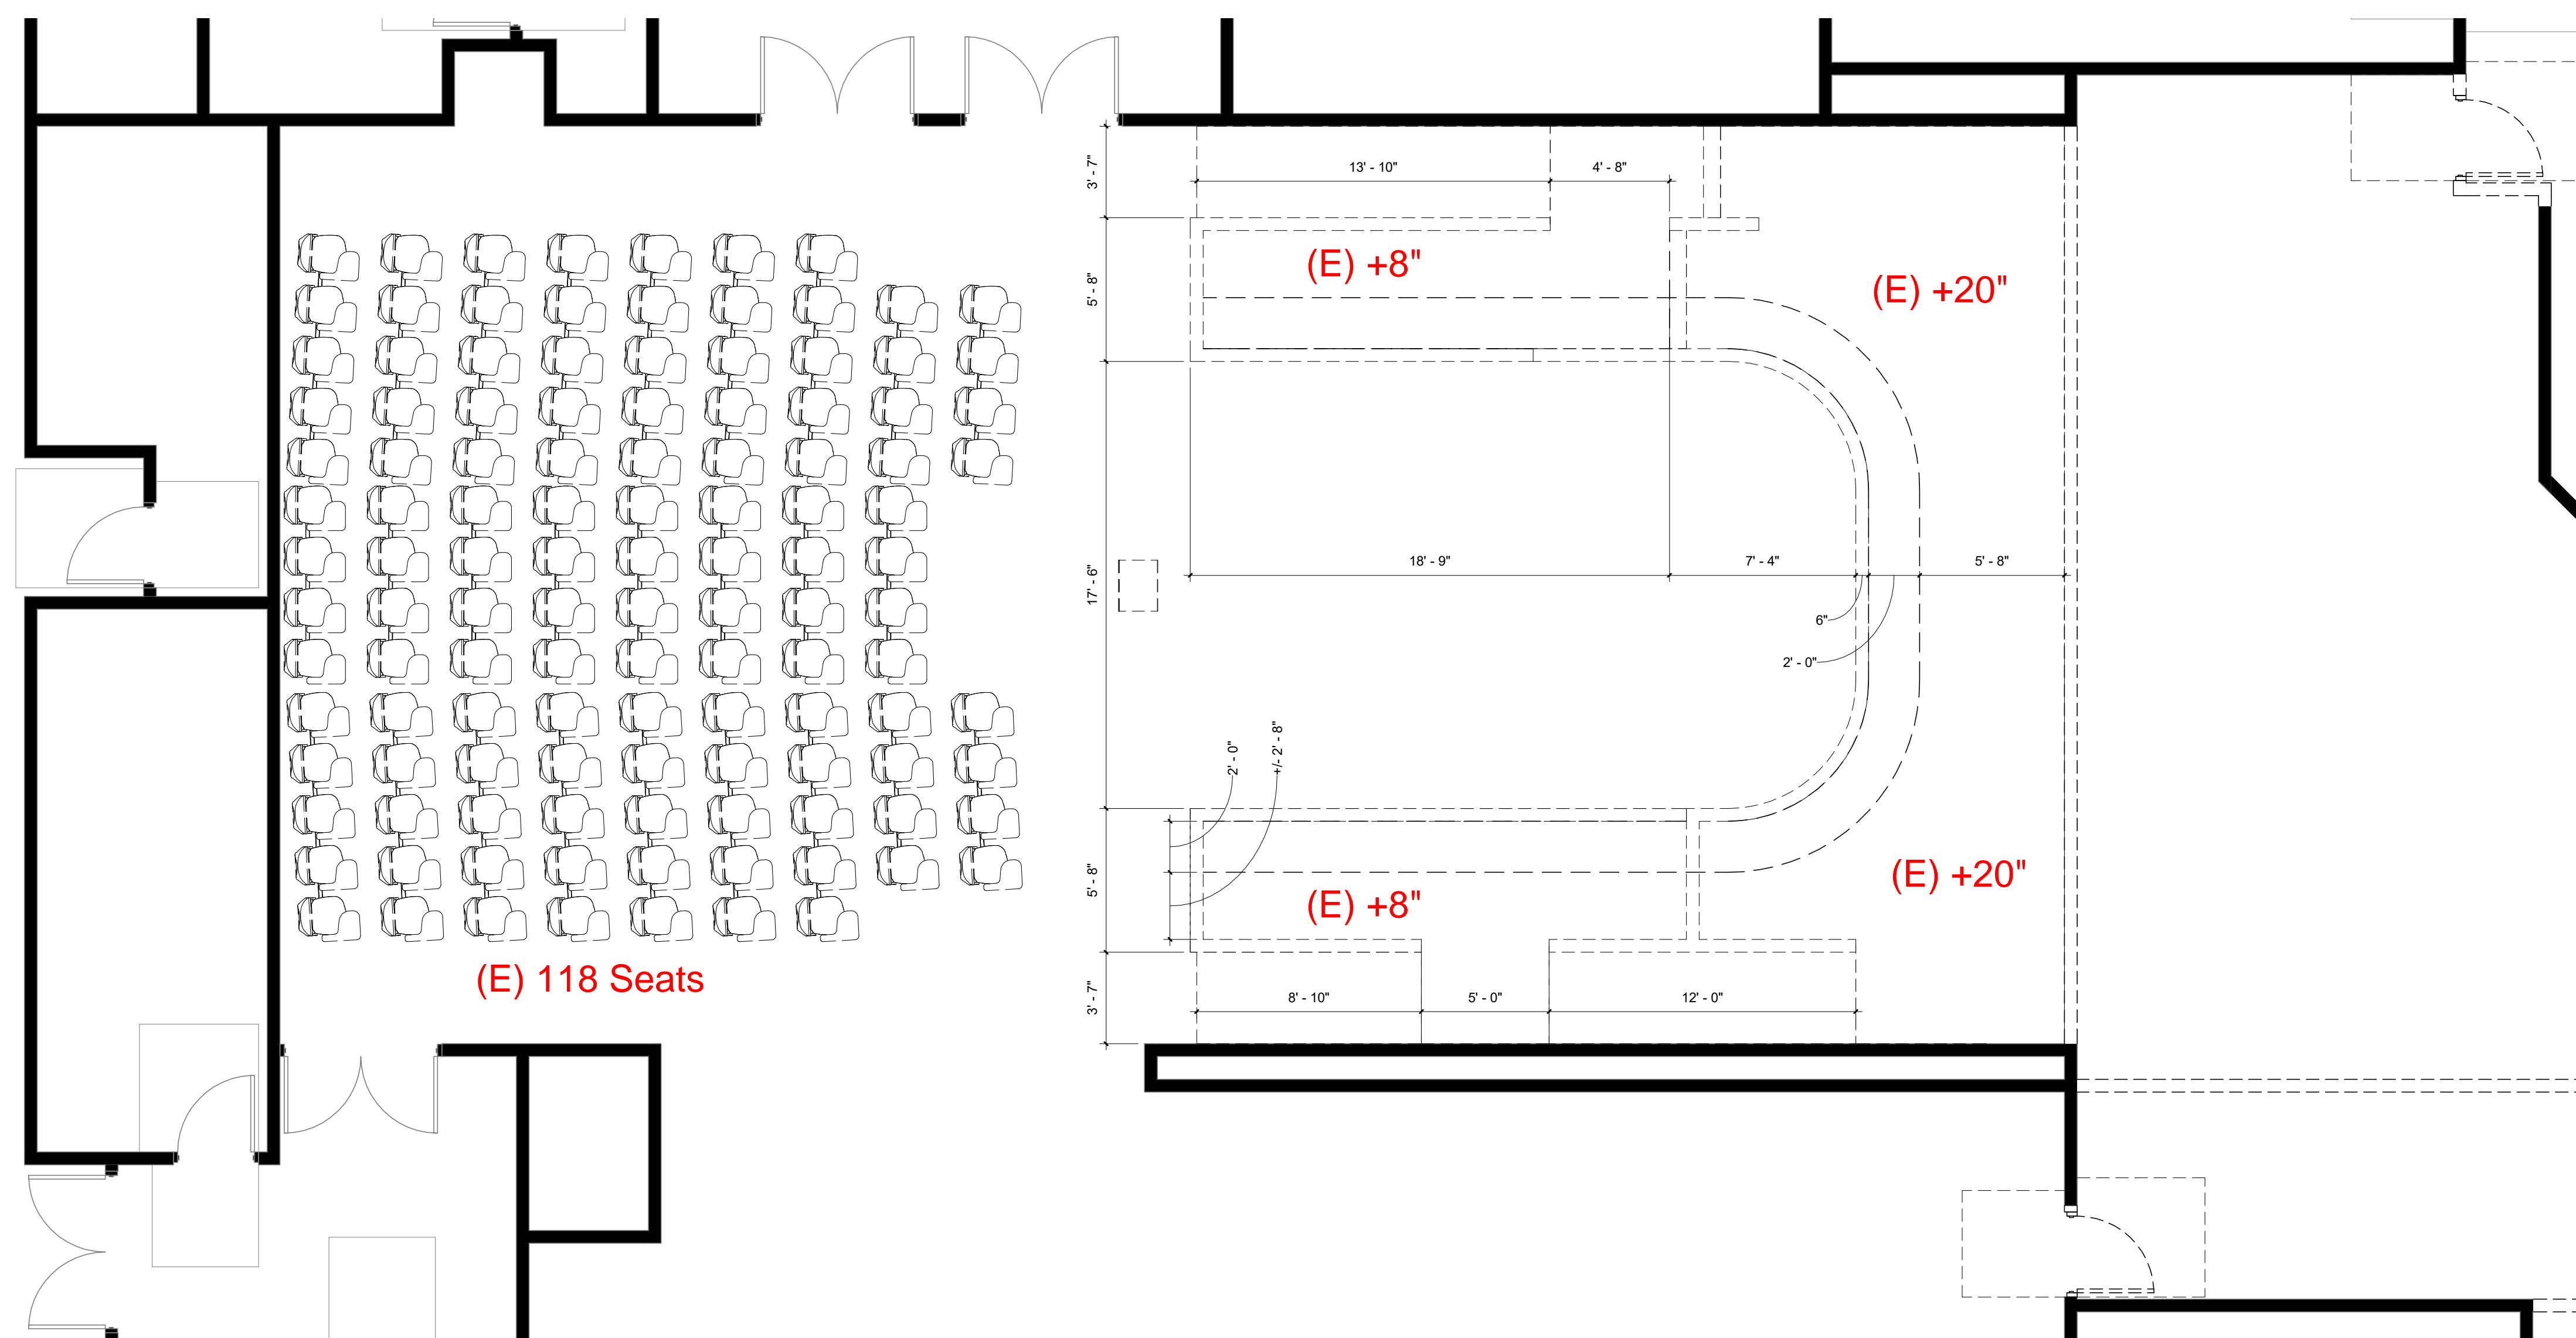 3' - 7"
13' - 10"
4' - 8"
5' - 8"
(E) +8"
(E) +20"
17' - 6"
18' - 9"
7' - 4"
5' - 8"
6"
2' - 0"
2' - 0"
+/- 2' - 8"
5' - 8"
(E) +8"
(E) +20"
(E) 118 Seats
3' - 7"
8' - 10"
5' - 0"
12' - 0"